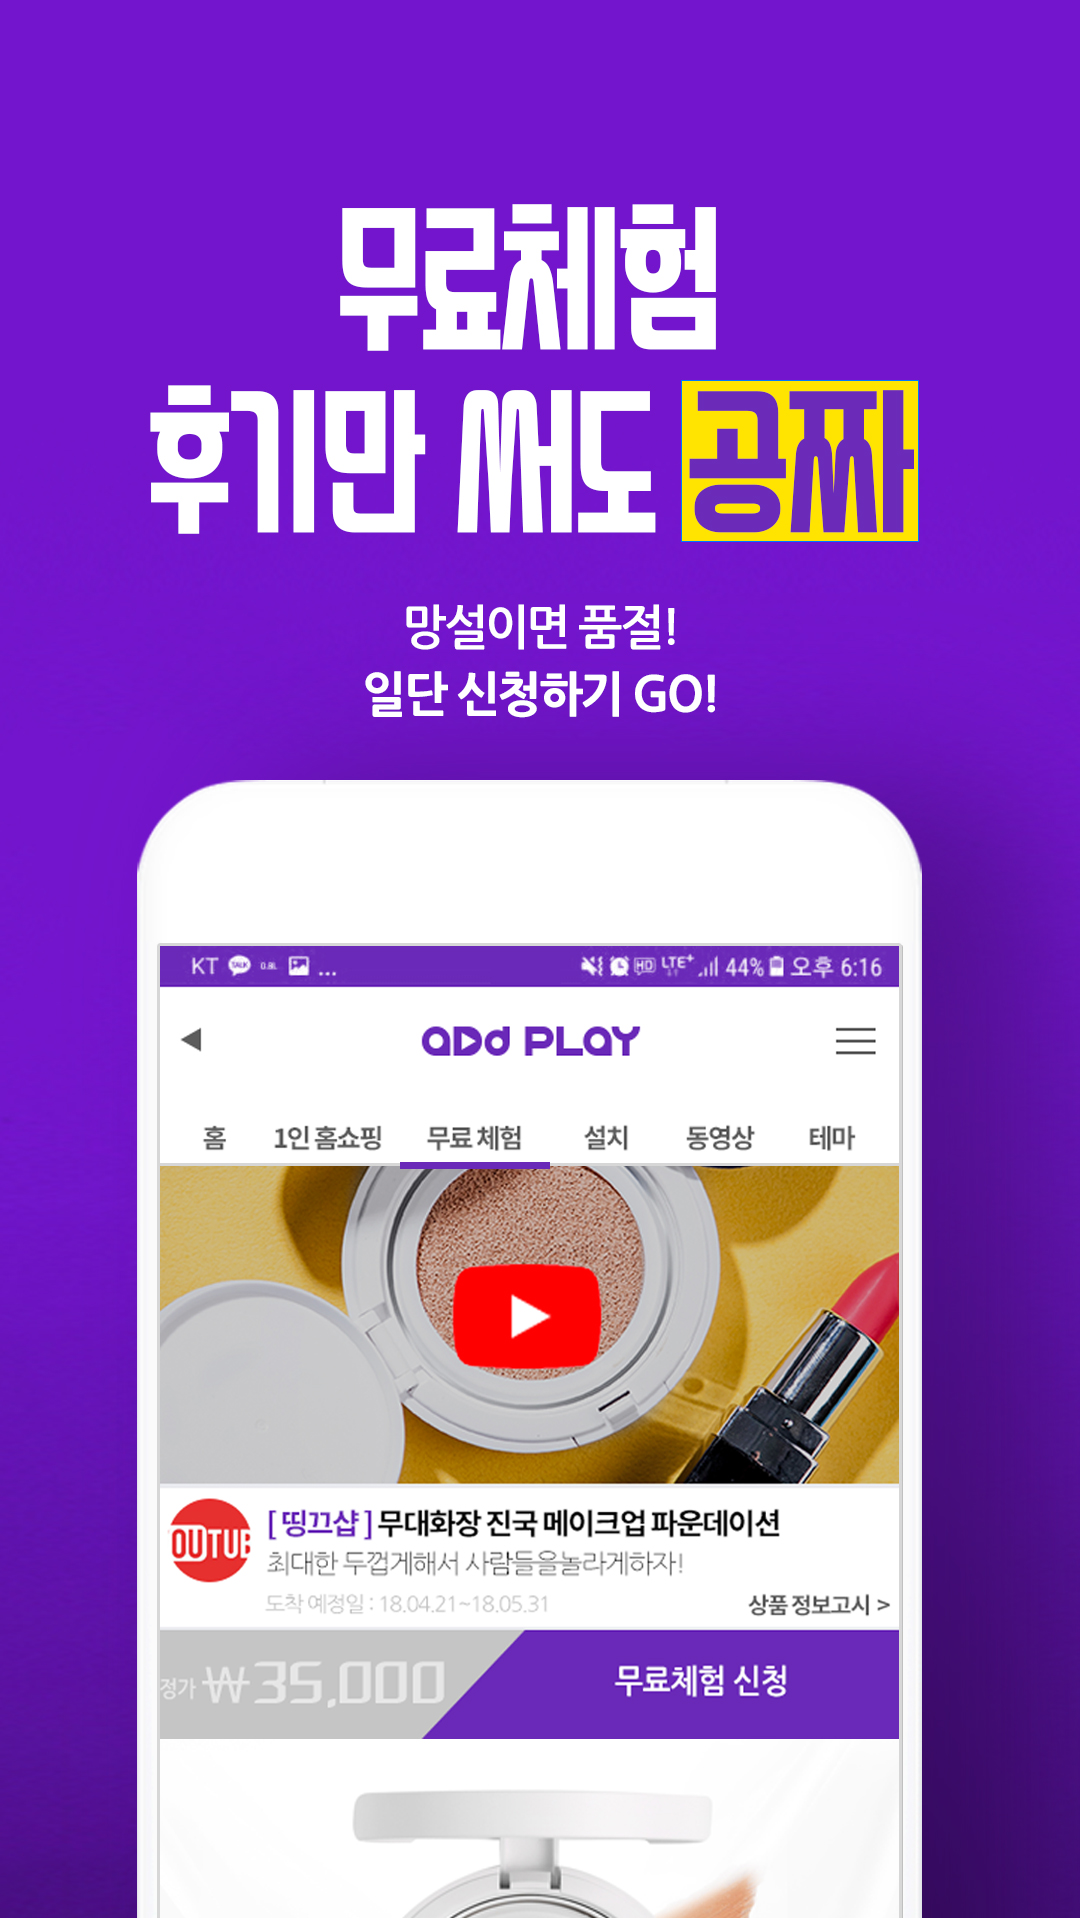 무료체험
후기만 써도 공짜
망설이면 품절!
일단 신청하기 GO!
KT TALK ... HD LTE+ 44% 오후 6:16
aDd PLaY
홈 1인 홈쇼핑 무료 체험 설치 동영상 테마
OUTUB
[ 띵끄샵 ] 무대화장 진국 메이크업 파운데이션
최대한 두껍게해서 사람들을놀라게하자!
도착 예정일 : 18.04.21~18.05.31
상품 정보고시 >
정가 ₩35,000
무료체험 신청